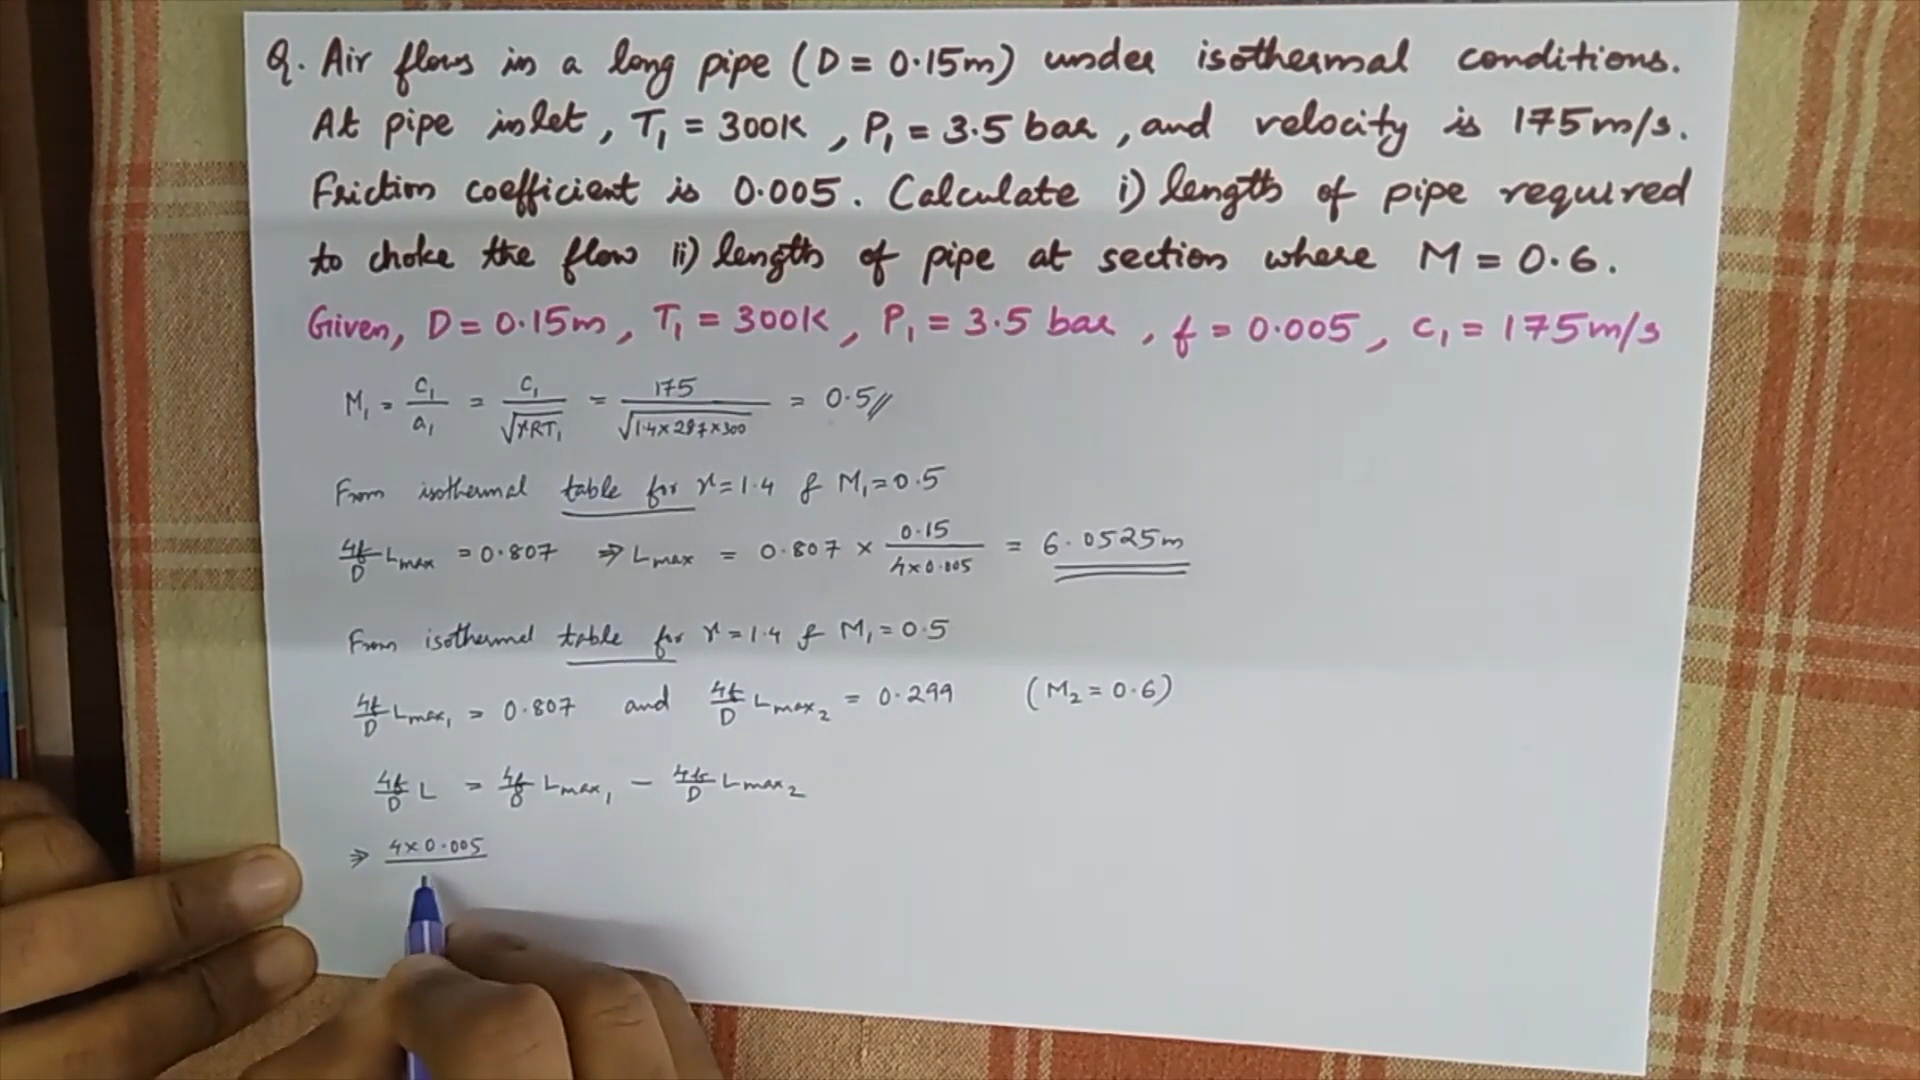 Q. Air flows in a long pipe (D = 0.15m) under isothermal conditions.
At pipe inlet, T₁ = 300K, P₁ = 3.5 bar, and velocity is 175m/s.
Friction coefficient is 0.005. Calculate i) length of pipe required
to choke the flow ii) length of pipe at section where M = 0.6.
Given, D = 0.15m, T₁ = 300K, P₁ = 3.5 bar, f = 0.005, C₁ = 175m/s
M₁ = C₁/a₁ = C₁/√γRT₁ = 175/√1.4×287×300 = 0.5//
From isothermal table for γ=1.4 & M₁=0.5
4f/D Lmax = 0.807 ⇒ Lmax = 0.807 × 0.15/4×0.005 = 6.0525m
From isothermal table for γ=1.4 & M₁=0.5
4f/D Lmax₁ = 0.807 and 4f/D Lmax₂ = 0.299 (M₂ = 0.6)
4f/D L = 4f/D Lmax₁ - 4f/D Lmax₂
⇒ 4×0.005